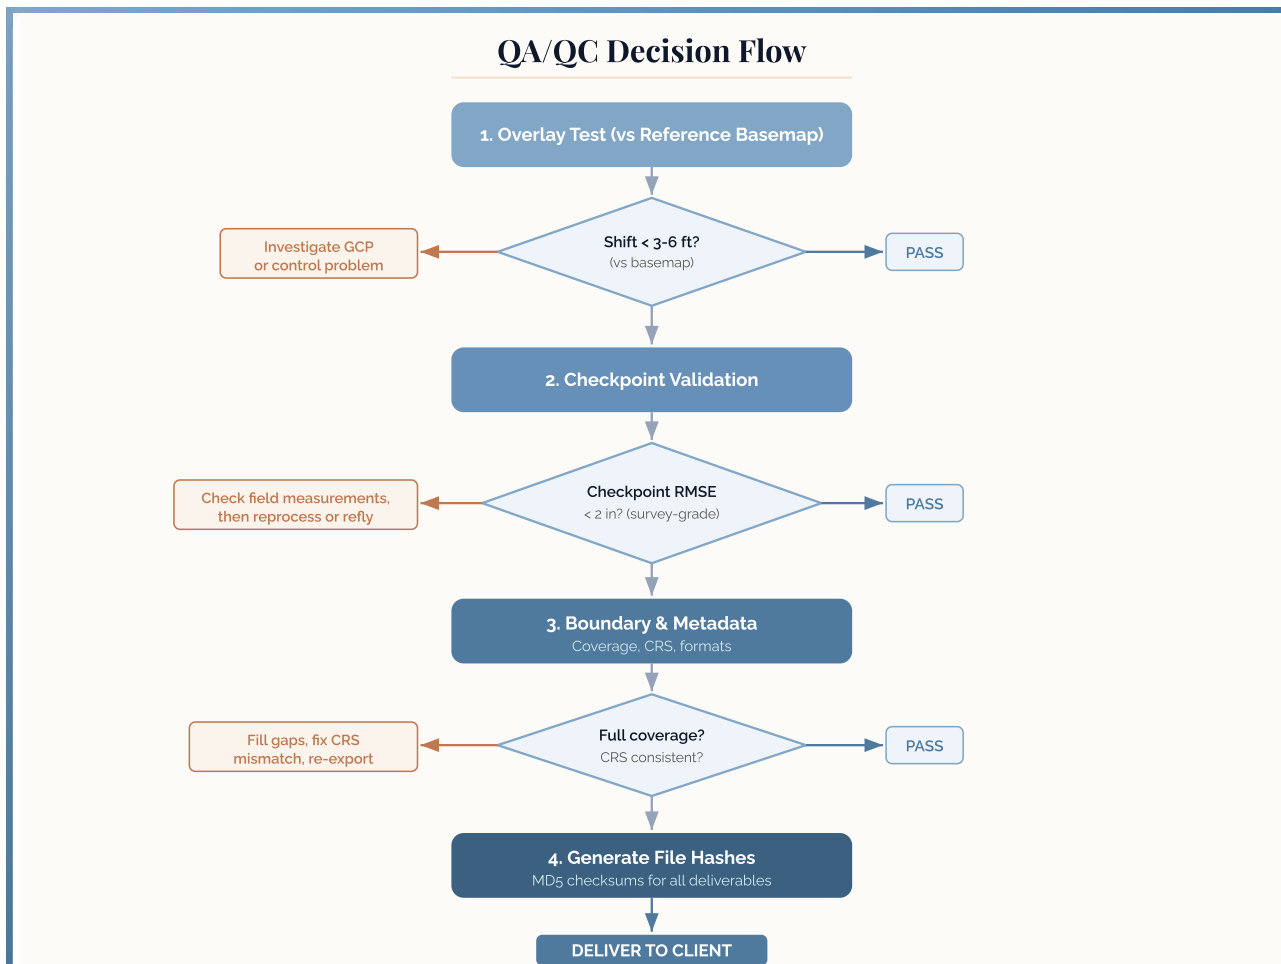 QA/QC Decision Flow
1. Overlay Test (vs Reference Basemap)
Shift < 3-6 ft?
(vs basemap)
Investigate GCP
or control problem
PASS
2. Checkpoint Validation
Checkpoint RMSE
< 2 in? (survey-grade)
Check field measurements,
then reprocess or refly
PASS
3. Boundary & Metadata
Coverage, CRS, formats
Full coverage?
CRS consistent?
Fill gaps, fix CRS
mismatch, re-export
PASS
4. Generate File Hashes
MD5 checksums for all deliverables
DELIVER TO CLIENT